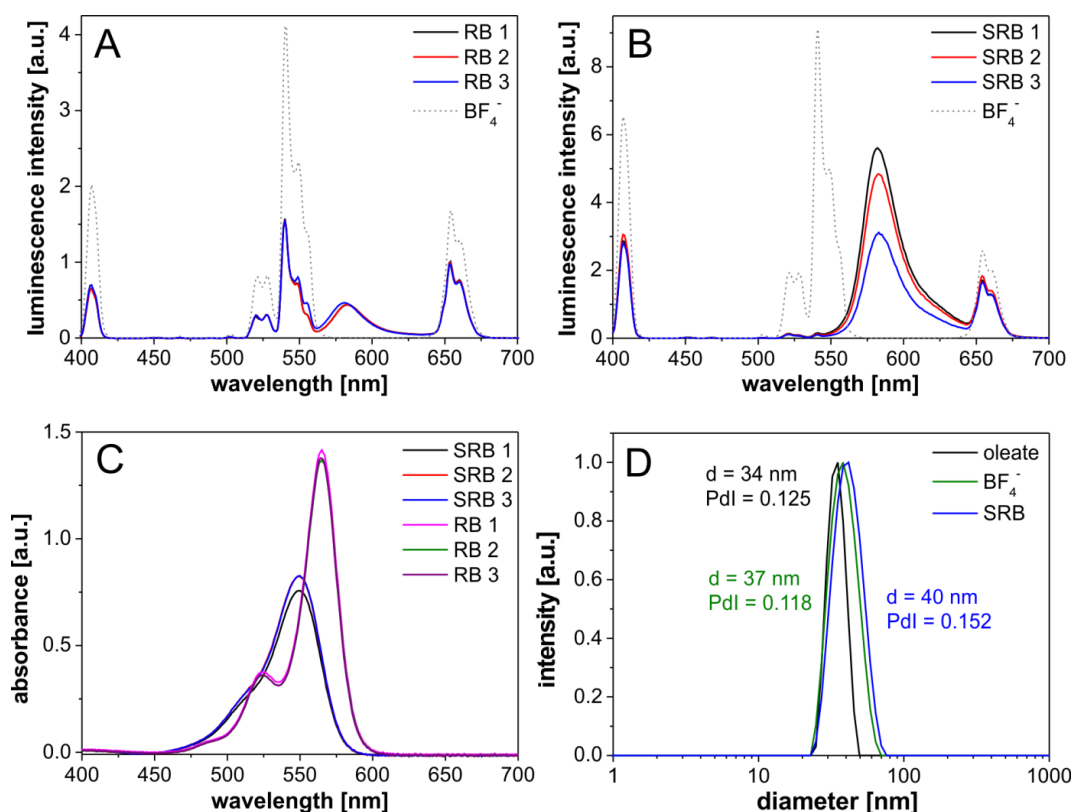 A
RB 1
RB 2
RB 3
BF₄⁻
luminescence intensity [a.u.]
4
3
2
1
0
400 450 500 550 600 650 700
wavelength [nm]
B
SRB 1
SRB 2
SRB 3
BF₄⁻
luminescence intensity [a.u.]
8
6
4
2
0
400 450 500 550 600 650 700
wavelength [nm]
C
SRB 1
SRB 2
SRB 3
RB 1
RB 2
RB 3
absorbance [a.u.]
1.5
1.0
0.5
0.0
400 450 500 550 600 650 700
wavelength [nm]
D
oleate
BF₄⁻
SRB
d = 34 nm
PdI = 0.125
d = 37 nm
PdI = 0.118
d = 40 nm
PdI = 0.152
intensity [a.u.]
1.0
0.8
0.6
0.4
0.2
0.0
1 10 100 1000
diameter [nm]